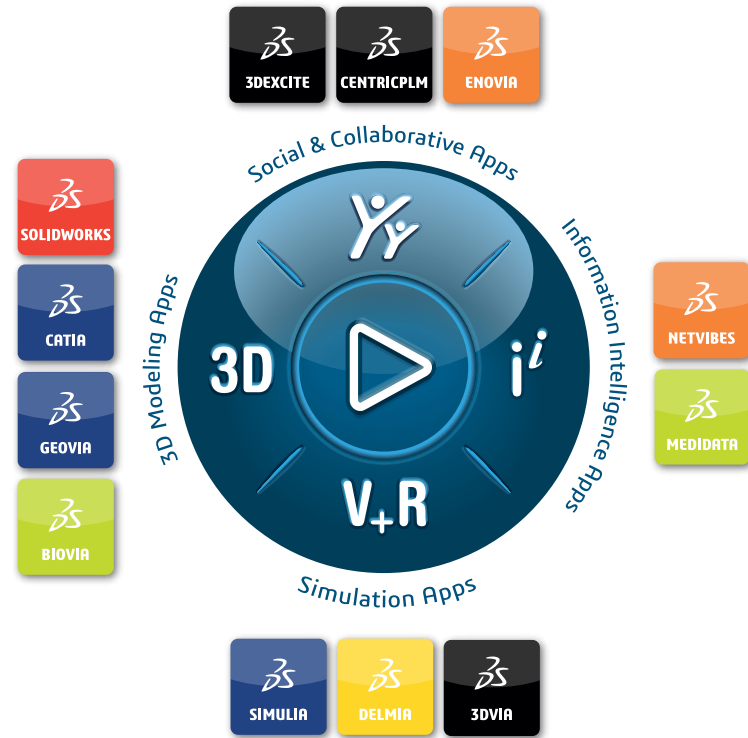 3DEXCITE
CENTRICPLM
ENOVIA
Social & Collaborative Apps
SOLIDWORKS
CATIA
GEOVIA
BIOVIA
3D Modeling Apps
3D
i i
V+R
Information Intelligence Apps
NETVIBES
MEDIDATA
Simulation Apps
SIMULIA
DELMIA
3DVIA